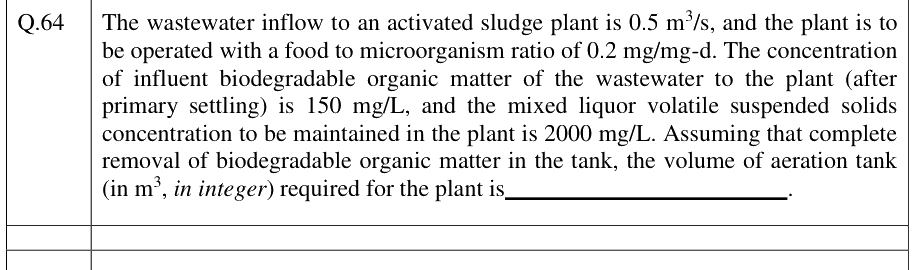 Q.64
The wastewater inflow to an activated sludge plant is 0.5 m³/s, and the plant is to
be operated with a food to microorganism ratio of 0.2 mg/mg-d. The concentration
of influent biodegradable organic matter of the wastewater to the plant (after
primary settling) is 150 mg/L, and the mixed liquor volatile suspended solids
concentration to be maintained in the plant is 2000 mg/L. Assuming that complete
removal of biodegradable organic matter in the tank, the volume of aeration tank
(in m³, in integer) required for the plant is____________________.